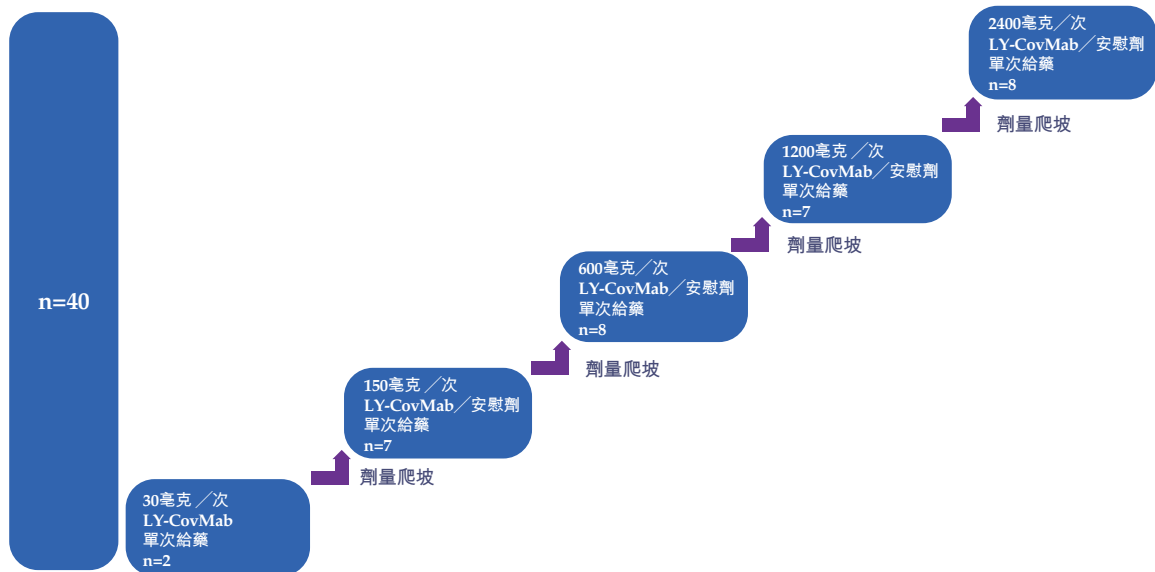 n=40
30毫克／次
LY-CovMab
單次給藥
n=2
劑量爬坡
150毫克／次
LY-CovMab／安慰劑
單次給藥
n=7
劑量爬坡
600毫克／次
LY-CovMab／安慰劑
單次給藥
n=8
劑量爬坡
1200毫克／次
LY-CovMab／安慰劑
單次給藥
n=7
劑量爬坡
2400毫克／次
LY-CovMab／安慰劑
單次給藥
n=8